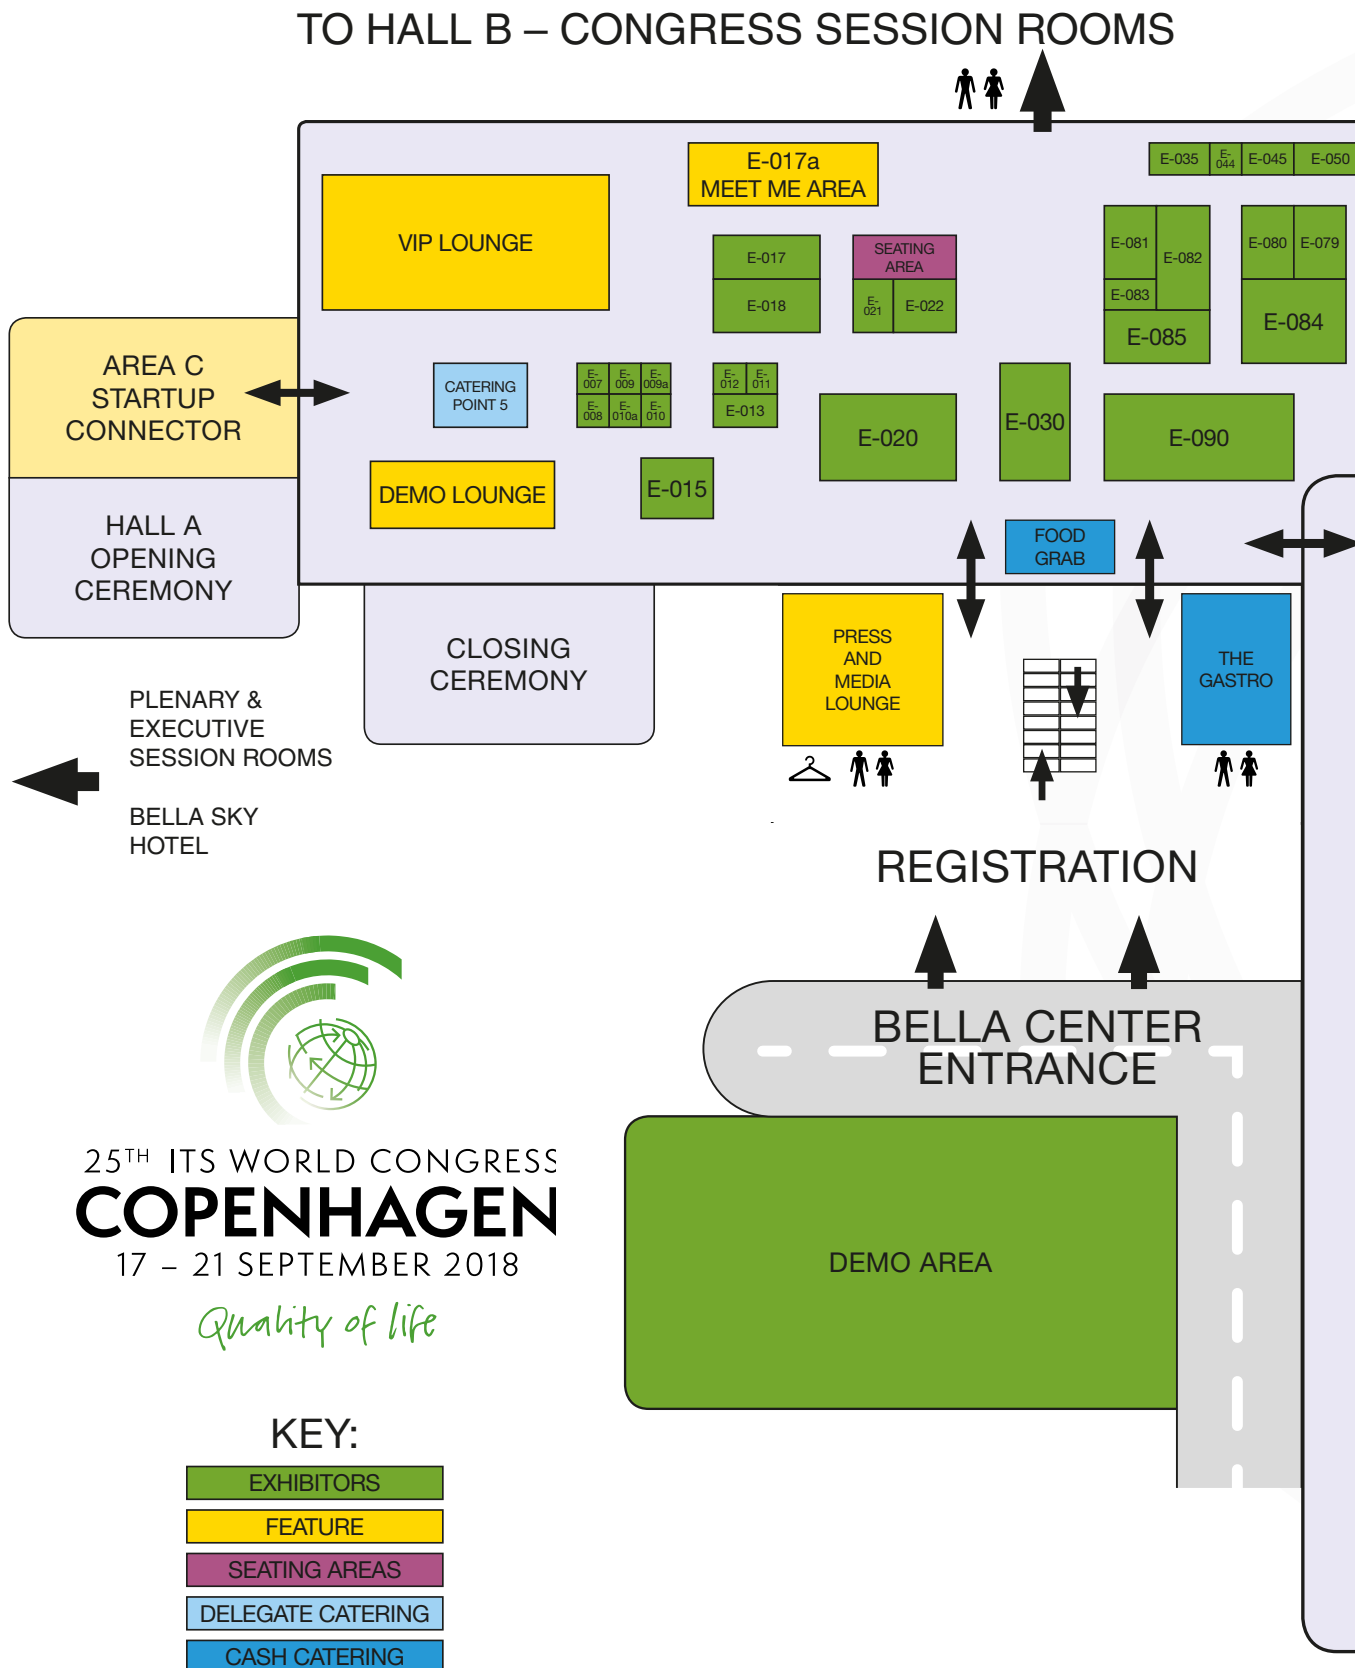 TO HALL B – CONGRESS SESSION ROOMS
E-017a
MEET ME AREA
E-035
E-
044
E-045
E-050
VIP LOUNGE
E-017
E-018
SEATING
AREA
E-
021
E-022
E-081
E-082
E-083
E-085
E-080
E-079
E-084
AREA C
STARTUP
CONNECTOR
CATERING
POINT 5
E-
007
E-
009
E-
009a
E-
008
E-
010a
E-
010
E-
012
E-
011
E-013
E-020
E-030
E-090
DEMO LOUNGE
E-015
HALL A
OPENING
CEREMONY
FOOD
GRAB
CLOSING
CEREMONY
PRESS
AND
MEDIA
LOUNGE
THE
GASTRO
PLENARY &
EXECUTIVE
SESSION ROOMS
BELLA SKY
HOTEL
REGISTRATION
BELLA CENTER
ENTRANCE
25TH ITS WORLD CONGRESS
COPENHAGEN
17 – 21 SEPTEMBER 2018
Quality of life
DEMO AREA
KEY:
EXHIBITORS
FEATURE
SEATING AREAS
DELEGATE CATERING
CASH CATERING